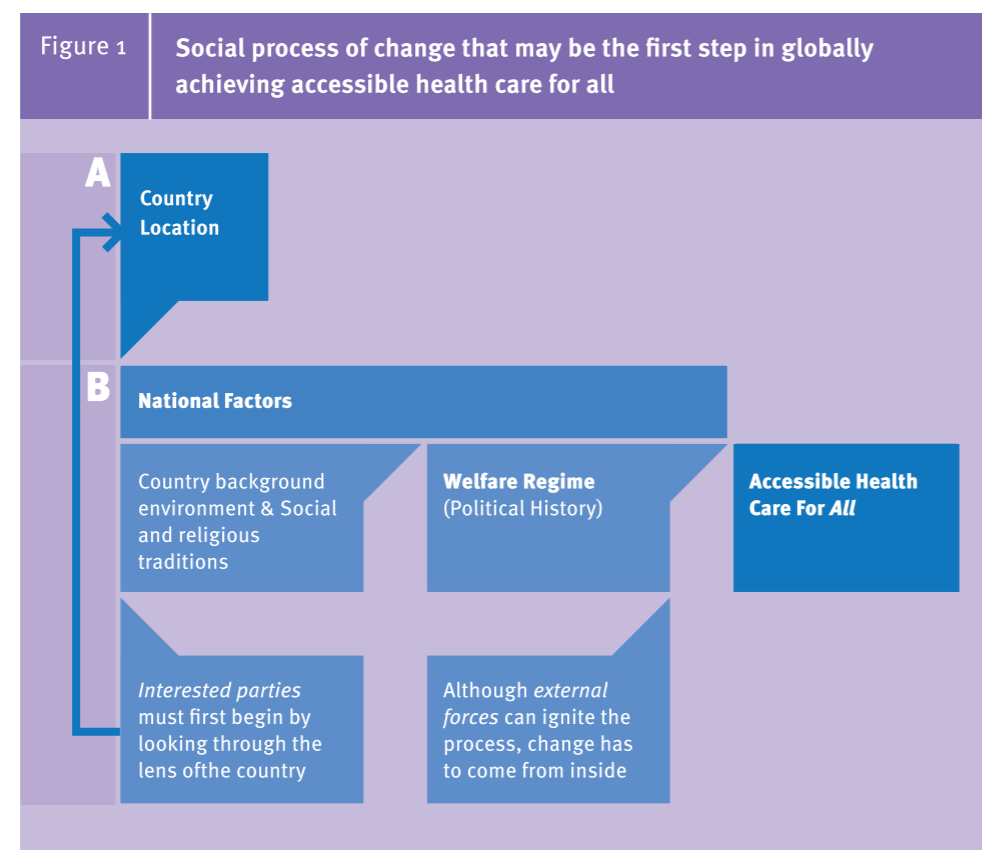 Figure 1
Social process of change that may be the first step in globally
achieving accessible health care for all
A
Country
Location
B
National Factors
Country background
environment & Social
and religious
traditions
Welfare Regime
(Political History)
Accessible Health
Care For All
Interested parties
must first begin by
looking through the
lens ofthe country
Although external
forces can ignite the
process, change has
to come from inside